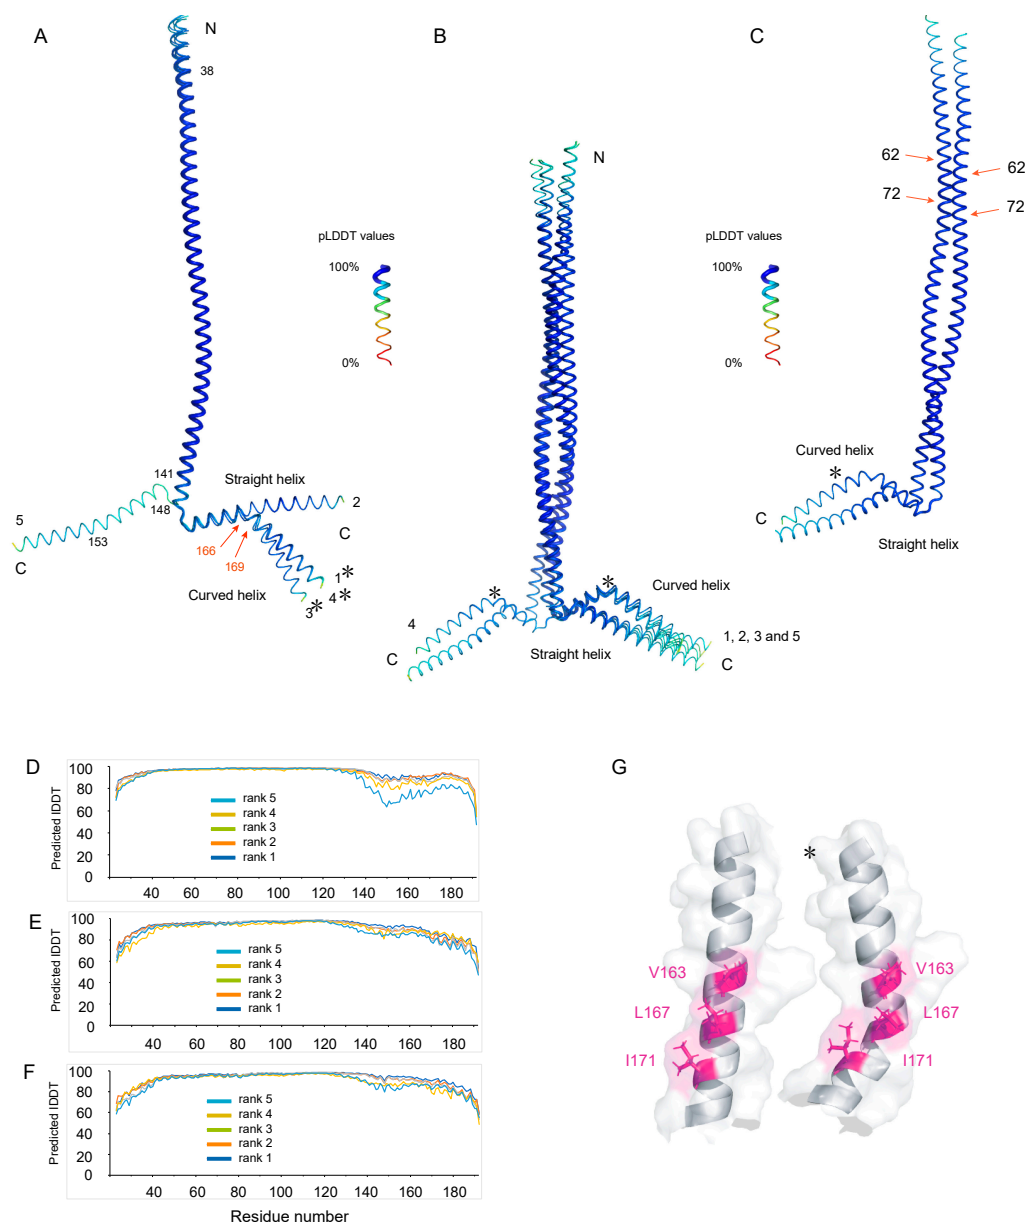 A
N
38
pLDDT values
100%
0%
141
148
153
5
C
Straight helix
2
C
166
169
Curved helix
1*
4*
3*
B
N
pLDDT values
100%
0%
*
*
4
C
Curved helix
Straight helix
1, 2, 3 and 5
C
C
62
62
72
72
Curved helix
*
C
Straight helix
D
Predicted lDDT
100
80
60
40
20
0
rank 5
rank 4
rank 3
rank 2
rank 1
40 60 80 100 120 140 160 180
E
Predicted lDDT
100
80
60
40
20
0
rank 5
rank 4
rank 3
rank 2
rank 1
40 60 80 100 120 140 160 180
F
Predicted lDDT
100
80
60
40
20
0
rank 5
rank 4
rank 3
rank 2
rank 1
40 60 80 100 120 140 160 180
Residue number
G
*
V163
L167
I171
V163
L167
I171